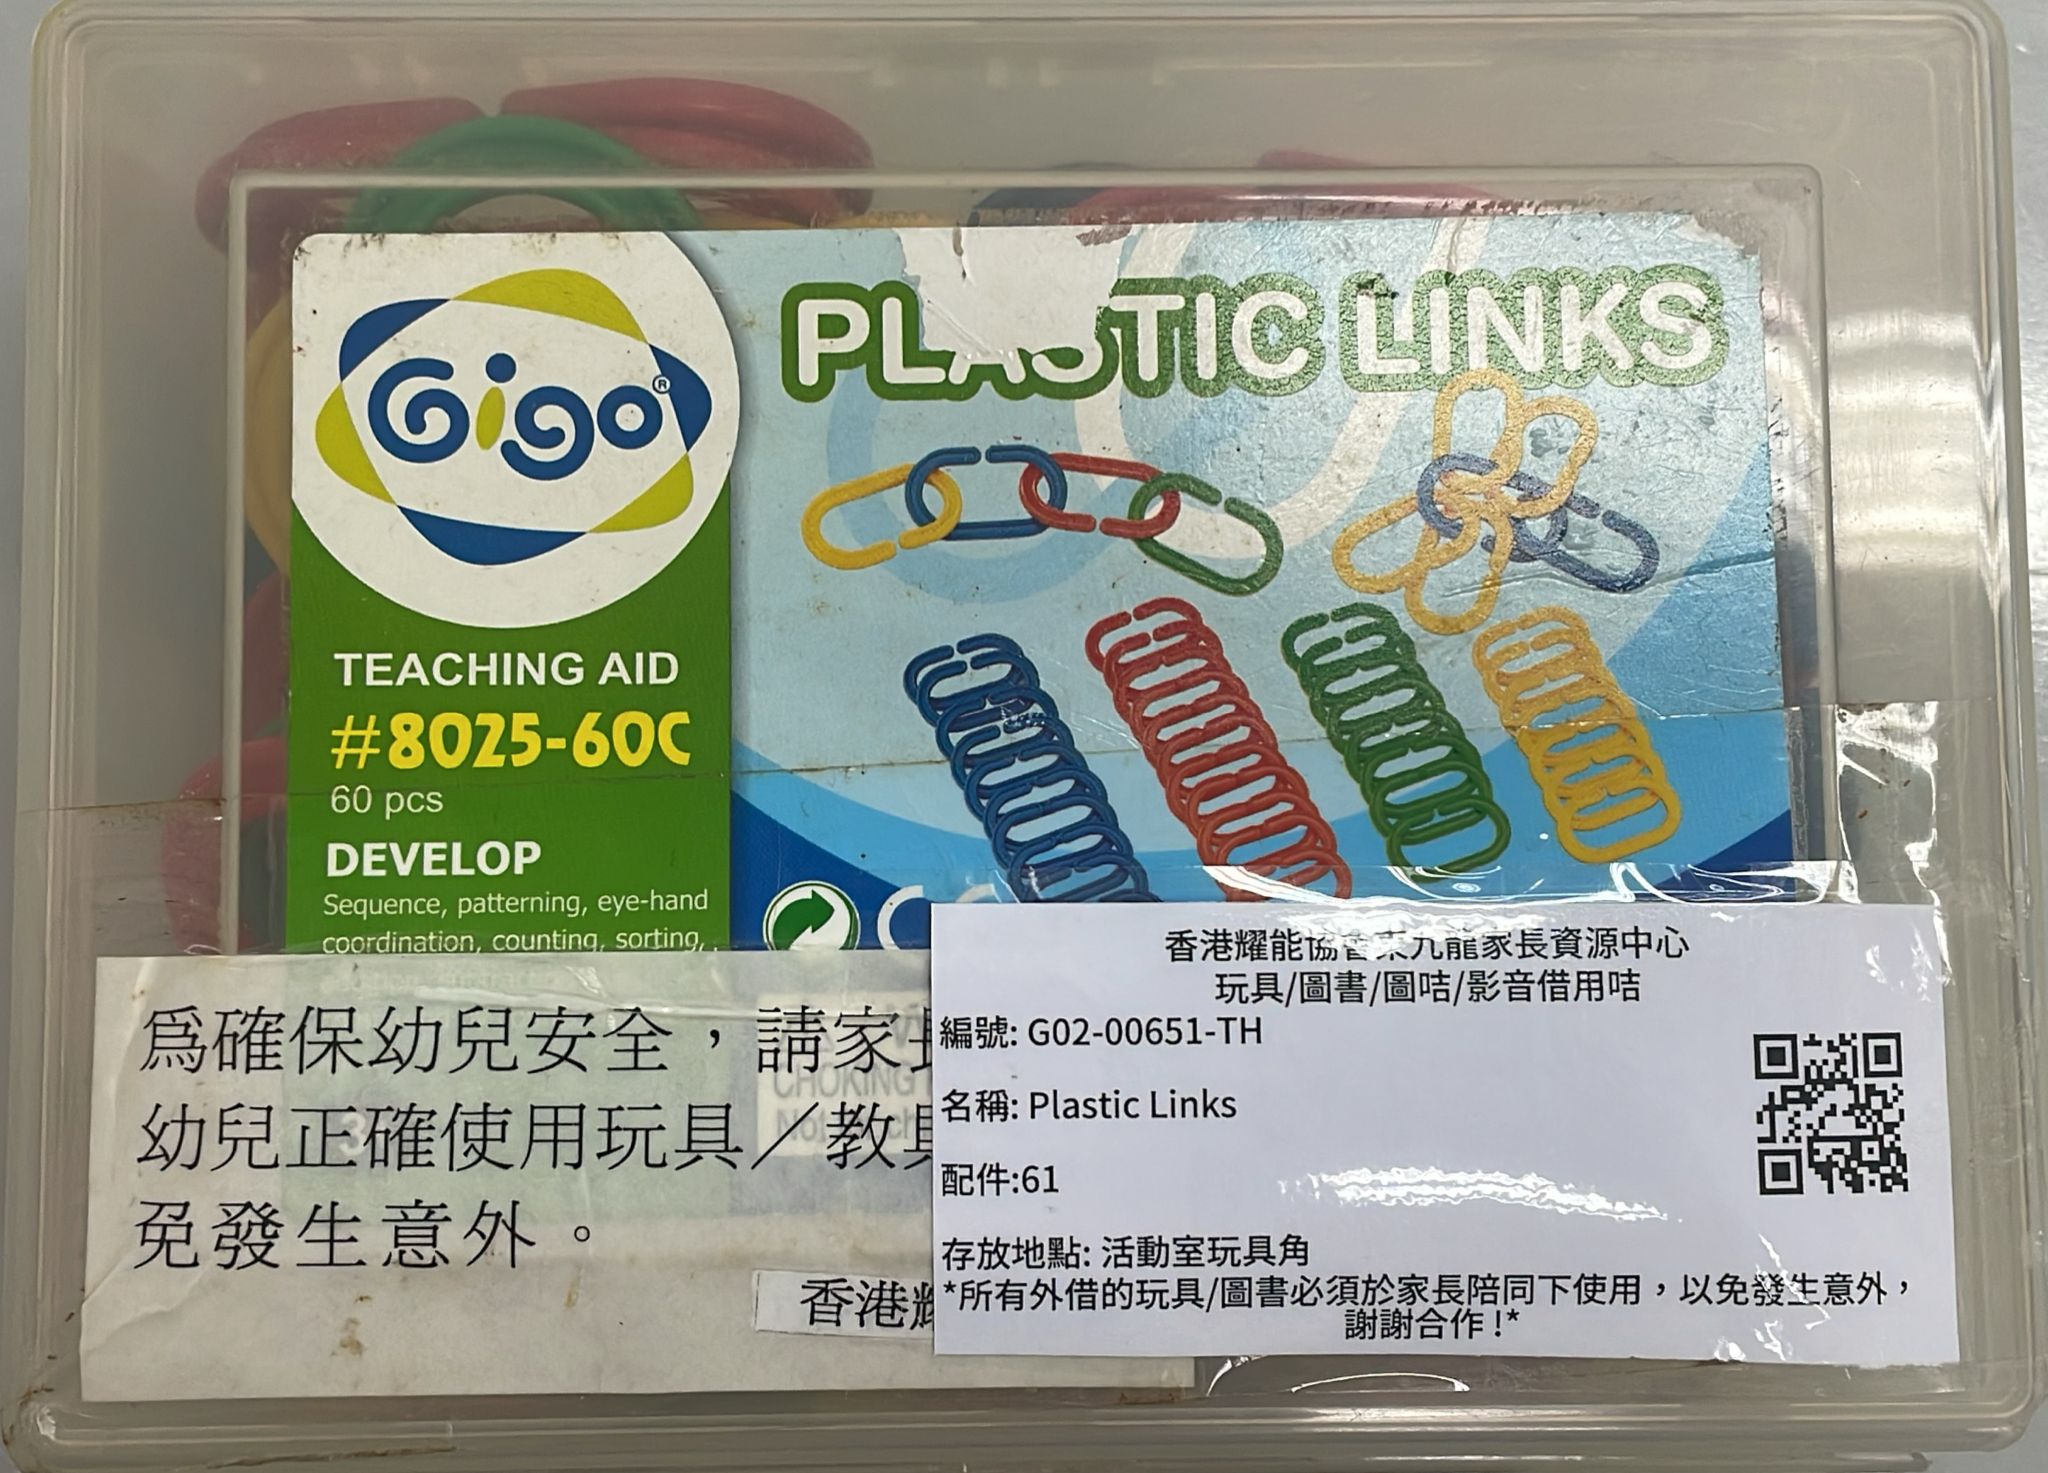 Gigo®
PLASTIC LINKS
TEACHING AID
#8025-60C
60 pcs
DEVELOP
Sequence, patterning, eye-hand
coordination, counting, sorting,
為確保幼兒安全，請家長
幼兒正確使用玩具／教具
免發生意外。
CHOKING
香港耀
香港耀能協會東九龍家長資源中心
玩具/圖書/圖咭/影音借用咭
編號: G02-00651-TH
名稱: Plastic Links
配件:61
存放地點: 活動室玩具角
*所有外借的玩具/圖書必須於家長陪同下使用，以免發生意外，
謝謝合作 !*